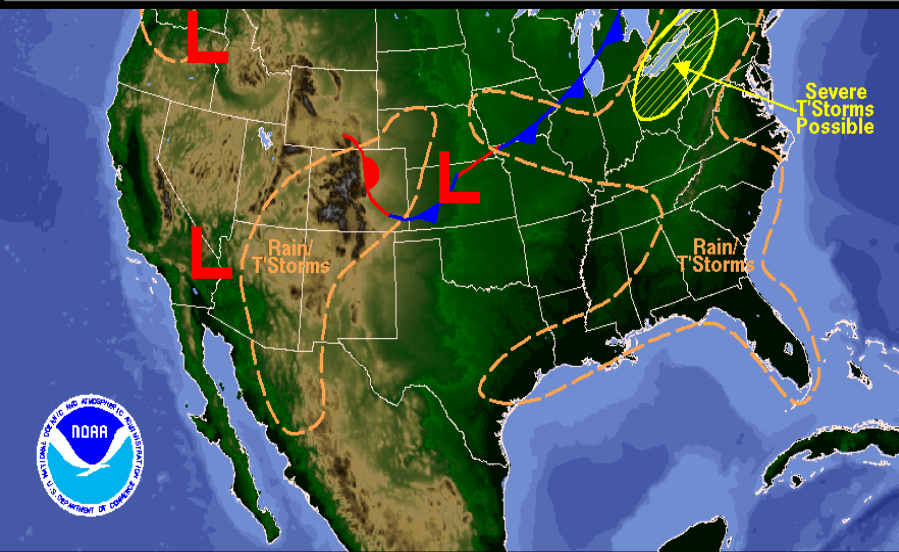 L
Severe
T'Storms
Possible
L
L
Rain/
T'Storms
Rain/
T'Storms
NOAA
NATIONAL OCEANIC AND ATMOSPHERIC ADMINISTRATION
U.S. DEPARTMENT OF COMMERCE